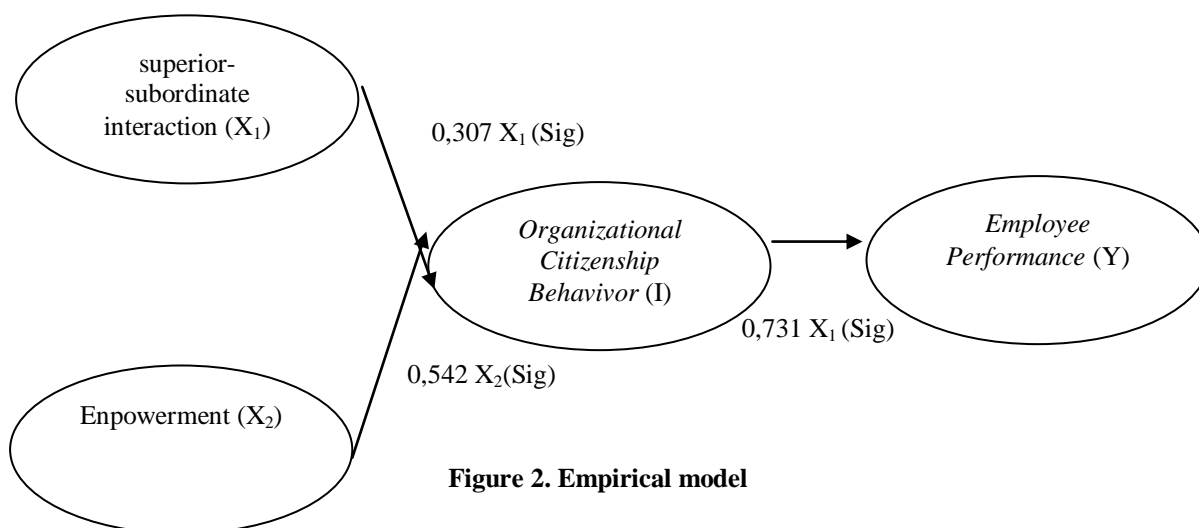 superior-
subordinate
interaction (X₁)
0,307 X₁ (Sig)
Organizational
Citizenship
Behavivor (I)
Employee
Performance (Y)
0,731 X₁ (Sig)
0,542 X₂(Sig)
Enpowerment (X₂)
Figure 2. Empirical model